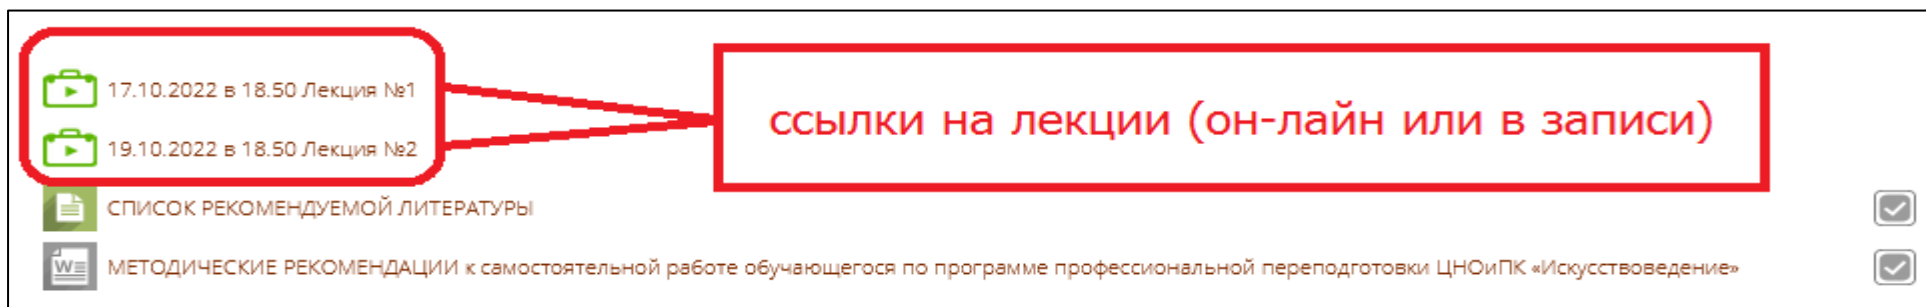 17.10.2022 в 18.50 Лекция №1
19.10.2022 в 18.50 Лекция №2
ссылки на лекции (он-лайн или в записи)
СПИСОК РЕКОМЕНДУЕМОЙ ЛИТЕРАТУРЫ
W
МЕТОДИЧЕСКИЕ РЕКОМЕНДАЦИИ к самостоятельной работе обучающегося по программе профессиональной переподготовки ЦНОиПК «Искусствоведение»